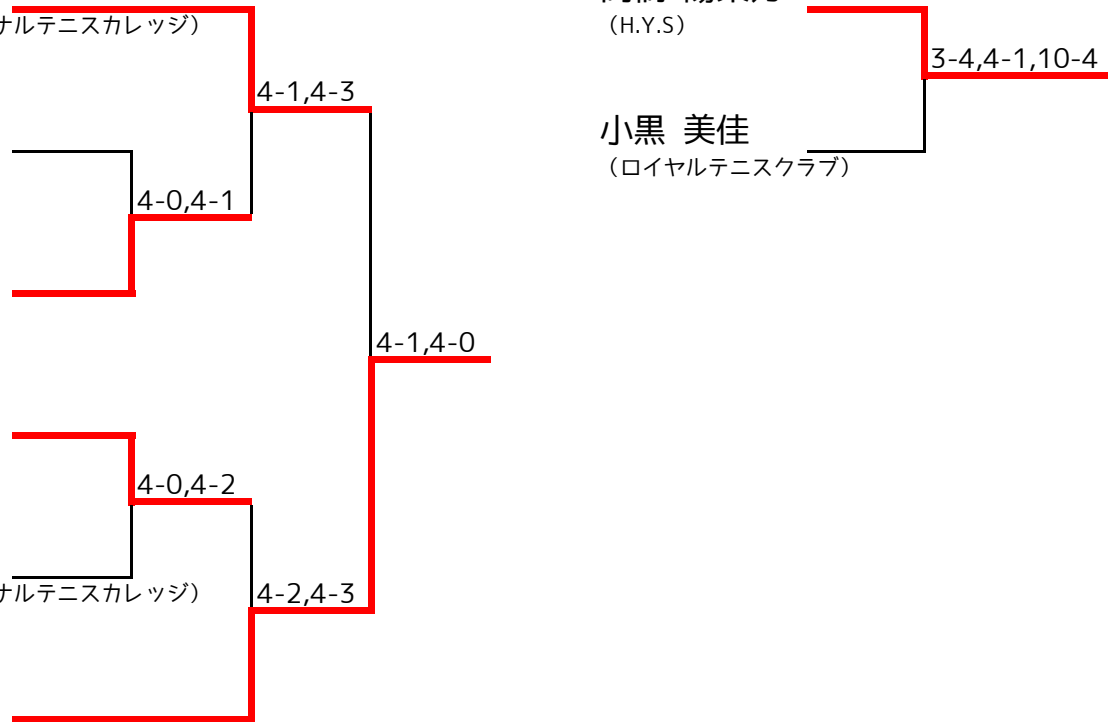 ナルテニスカレッジ）
4-1,4-3
4-0,4-1
4-1,4-0
4-0,4-2
ナルテニスカレッジ）
4-2,4-3
（H.Y.S）
3-4,4-1,10-4
小黒 美佳
（ロイヤルテニスクラブ）